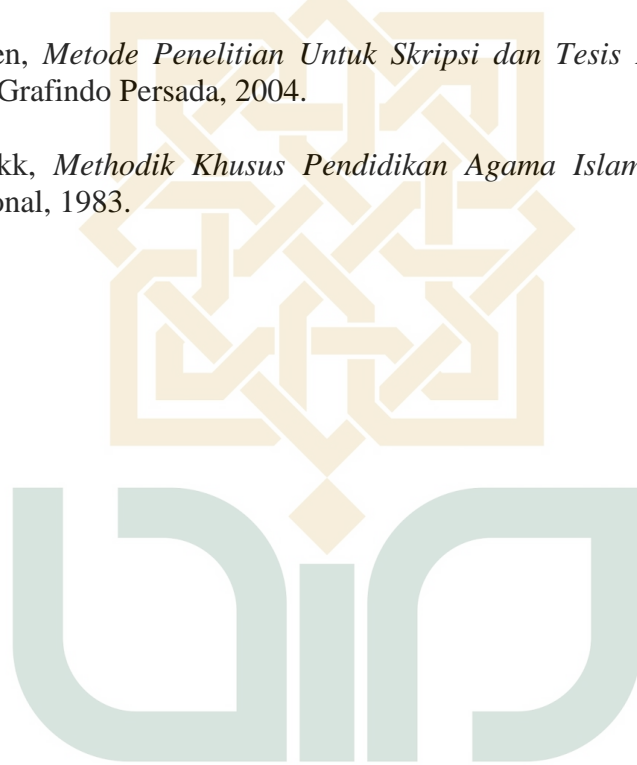 en, Metode Penelitian Untuk Skripsi dan Tesis
Grafindo Persada, 2004.
kk, Methodik Khusus Pendidikan Agama Islam
onal, 1983.